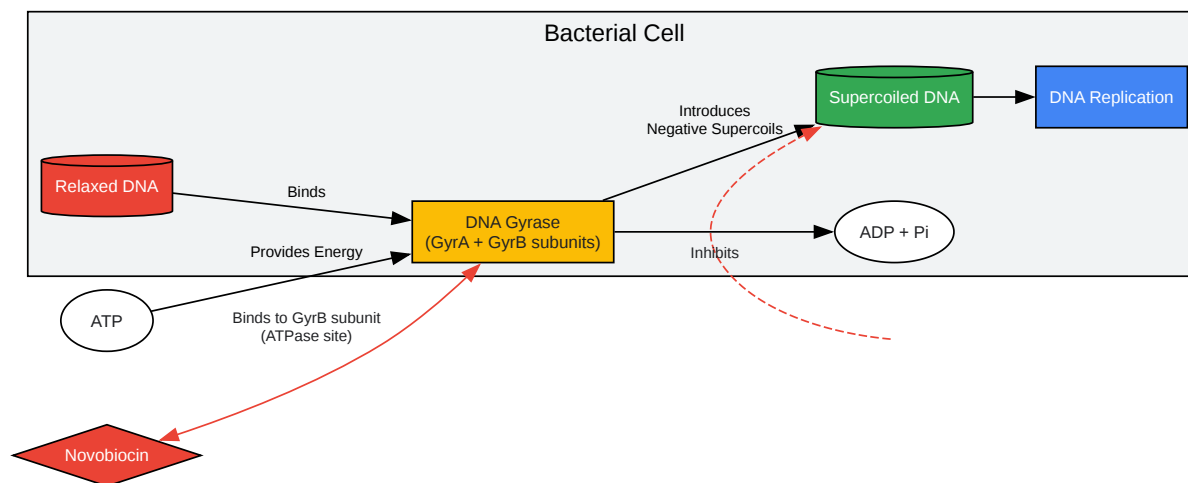 Bacterial Cell
Supercoiled DNA
DNA Replication
Introduces
Negative Supercoils
Relaxed DNA
Binds
DNA Gyrase
(GyrA + GyrB subunits)
ADP + Pi
Provides Energy
Inhibits
ATP
Binds to GyrB subunit
(ATPase site)
Novobiocin